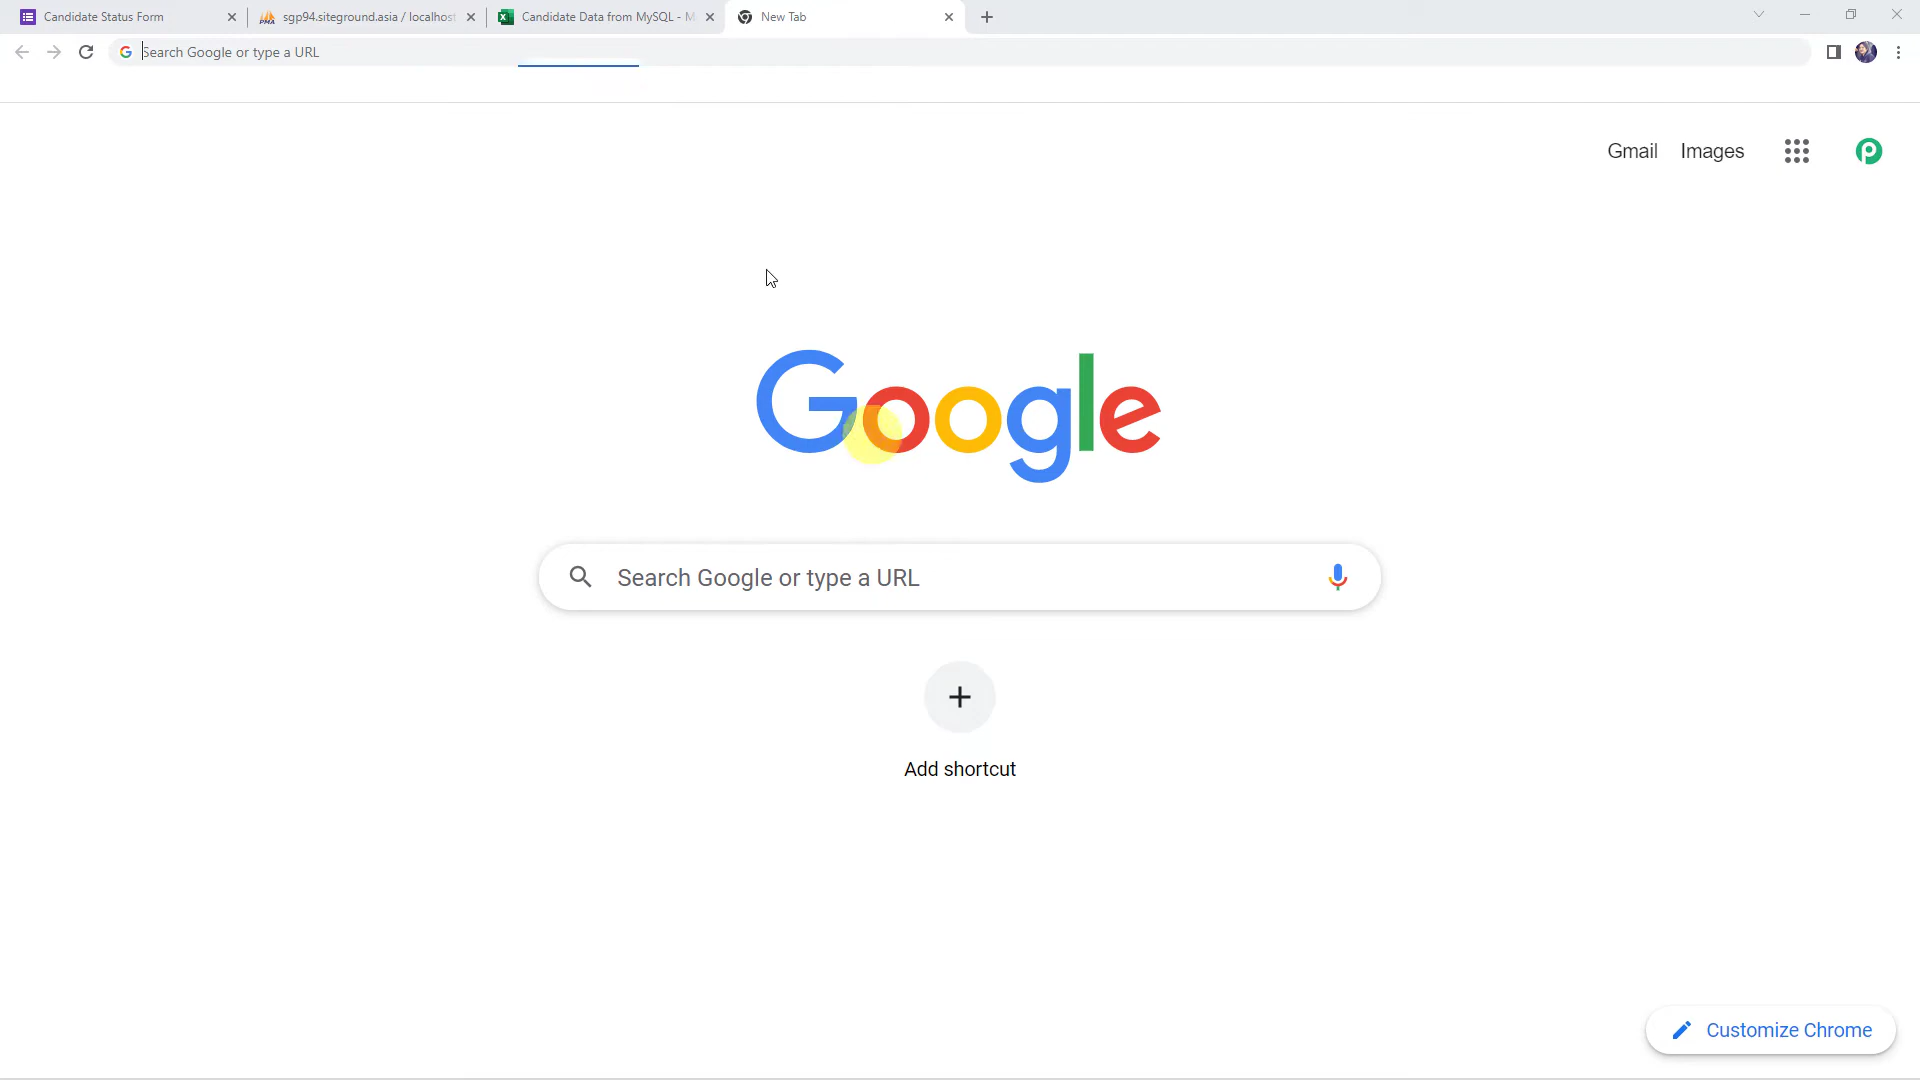 Candidate Status Form
sgp94.siteground.asia / localhost
Candidate Data from MySQL - M
New Tab
Search Google or type a URL
Gmail
Images
Google
Search Google or type a URL
Add shortcut
Customize Chrome